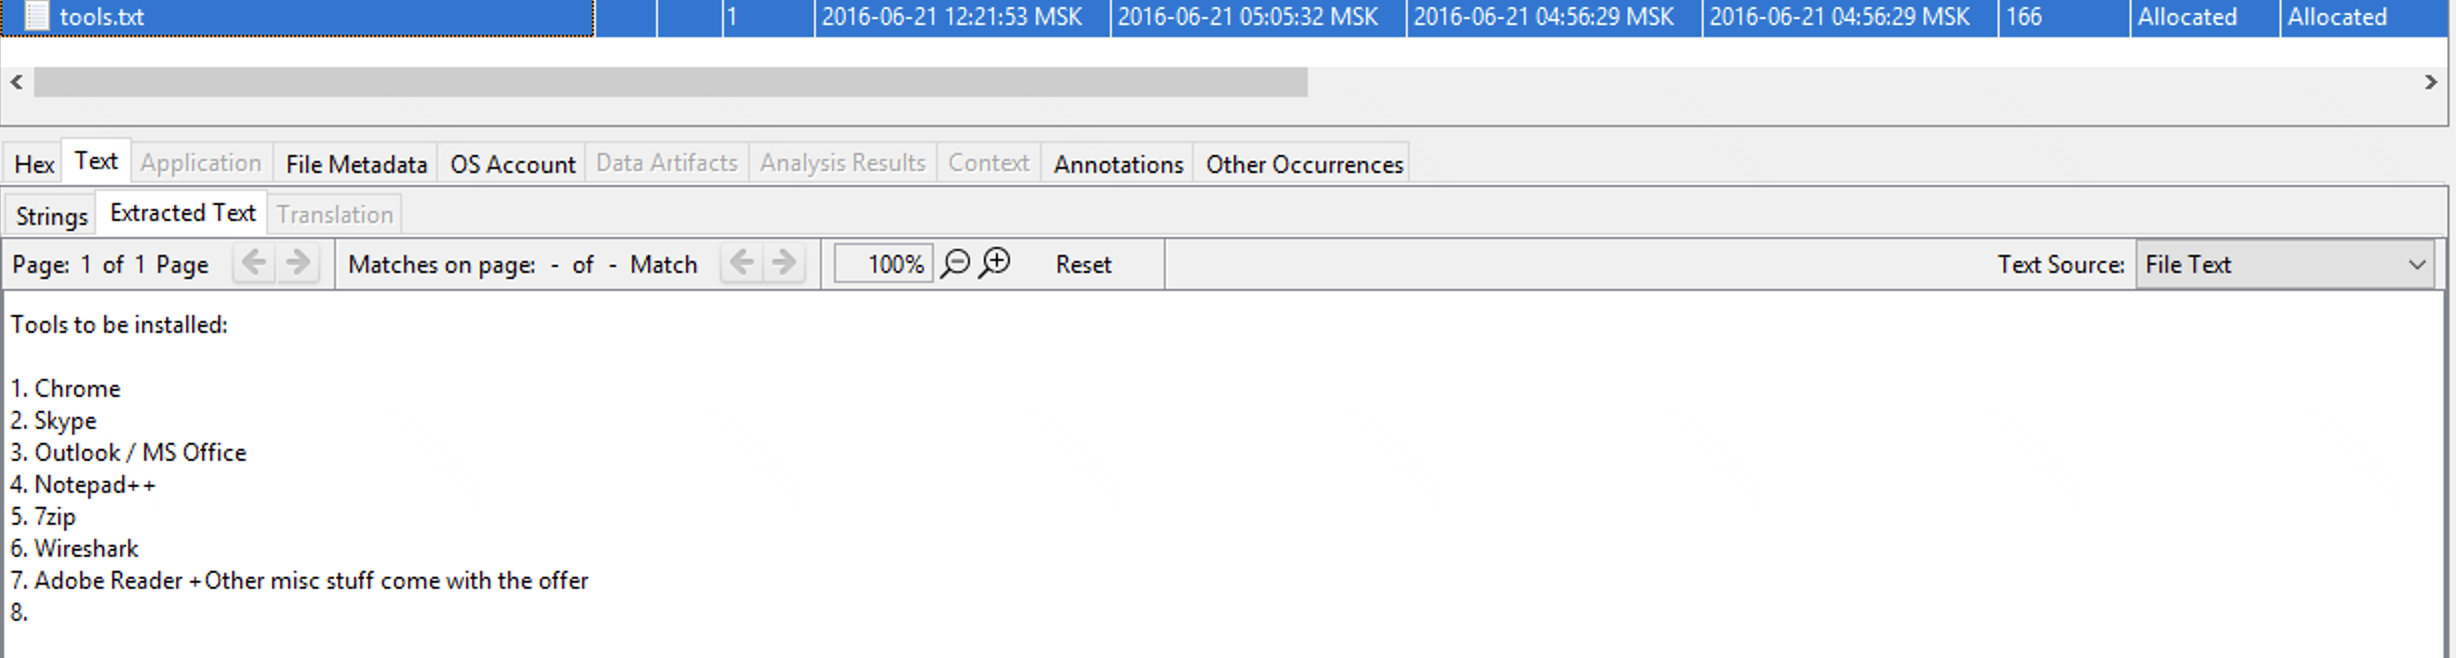 tools.txt 1 2016-06-21 12:21:53 MSK 2016-06-21 05:05:32 MSK 2016-06-21 04:56:29 MSK 2016-06-21 04:56:29 MSK 166 Allocated Allocated
Hex Text Application File Metadata OS Account Data Artifacts Analysis Results Context Annotations Other Occurrences
Strings Extracted Text Translation
Page: 1 of 1 Page Matches on page: - of - Match 100% Reset Text Source: File Text
Tools to be installed:
1. Chrome
2. Skype
3. Outlook / MS Office
4. Notepad++
5. 7zip
6. Wireshark
7. Adobe Reader +Other misc stuff come with the offer
8.